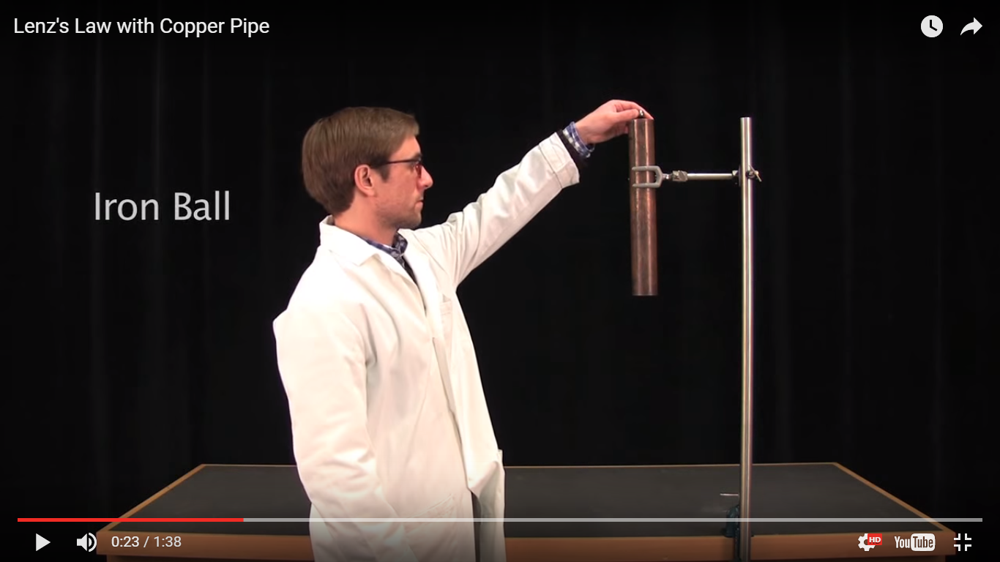 Lenz's Law with Copper Pipe
Iron Ball
0:23 / 1:38
HD
YouTube